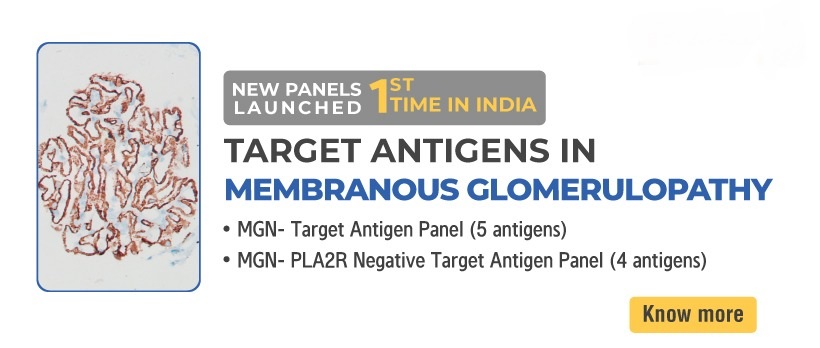 NEW PANELS
LAUNCHED
1ST
TIME IN INDIA
TARGET ANTIGENS IN
MEMBRANOUS GLOMERULOPATHY
• MGN- Target Antigen Panel (5 antigens)
• MGN- PLA2R Negative Target Antigen Panel (4 antigens)
Know more